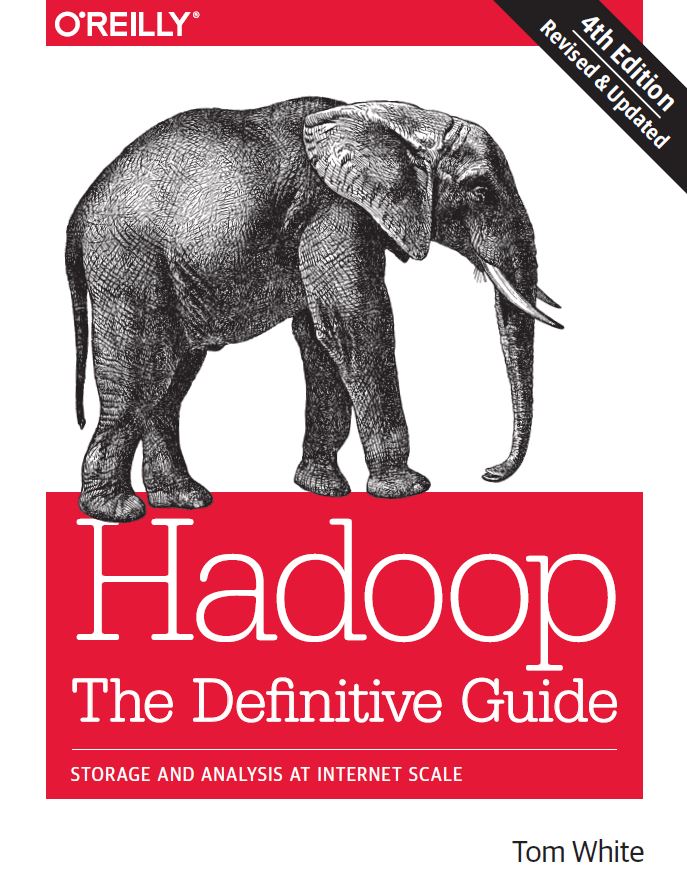 O'REILLY®
4th Edition
Revised & Updated
Hadoop
The Definitive Guide
STORAGE AND ANALYSIS AT INTERNET SCALE
Tom White